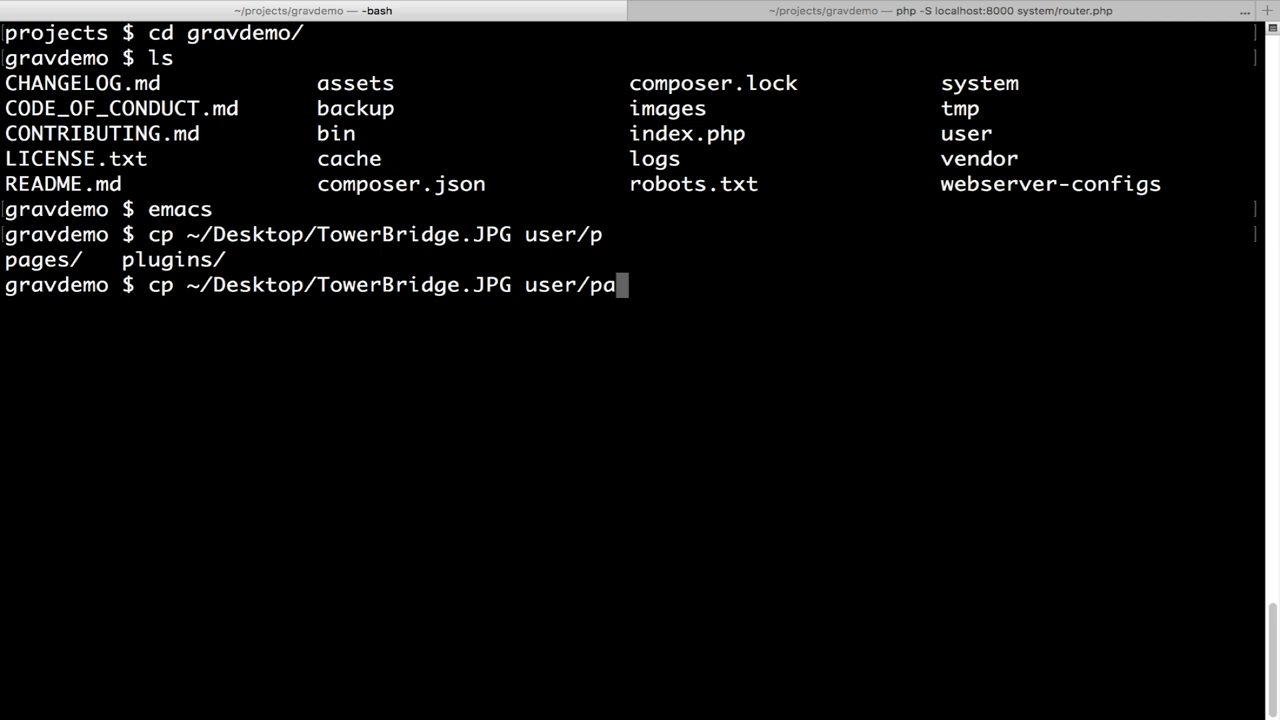 ~/projects/gravdemo — -bash
~/projects/gravdemo — php -S localhost:8000 system/router.php
projects $ cd gravdemo/
gravdemo $ ls
CHANGELOG.md assets composer.lock system
CODE_OF_CONDUCT.md backup images tmp
CONTRIBUTING.md bin index.php user
LICENSE.txt cache logs vendor
README.md composer.json robots.txt webserver-configs
gravdemo $ emacs
gravdemo $ cp ~/Desktop/TowerBridge.JPG user/p
pages/ plugins/
gravdemo $ cp ~/Desktop/TowerBridge.JPG user/pa